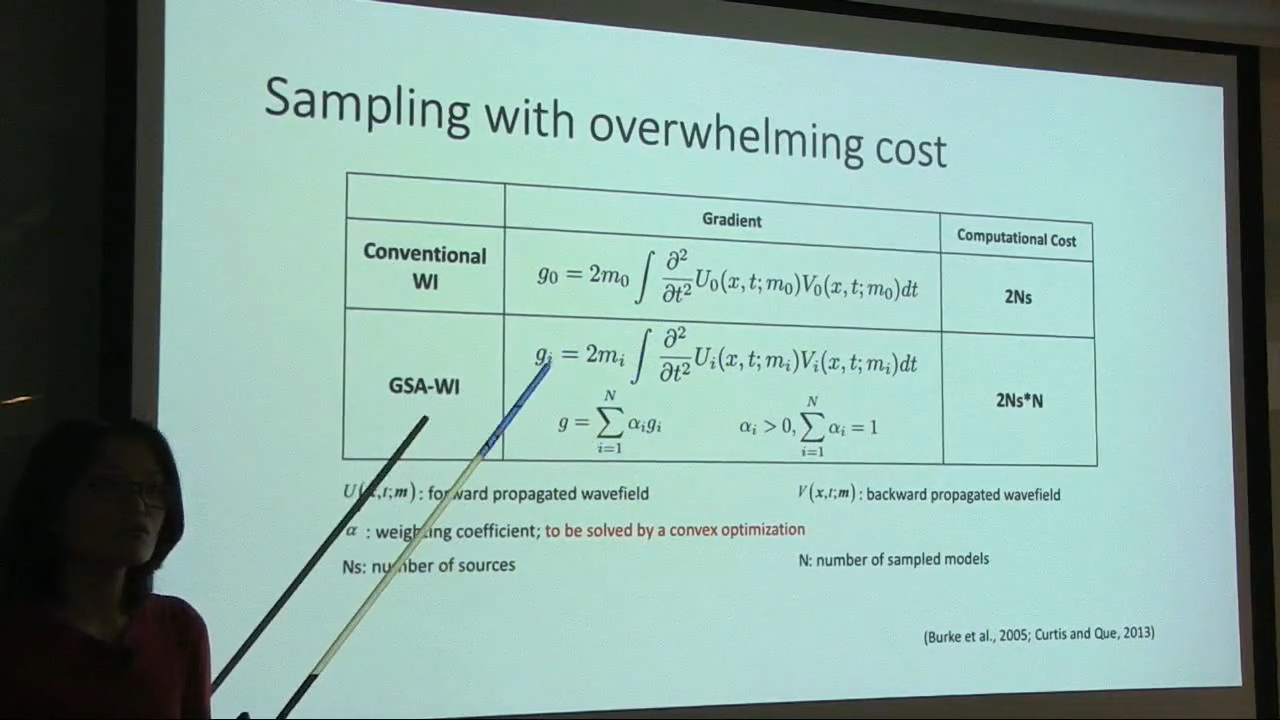 Sampling with overwhelming cost
Gradient
Computational Cost
Conventional
WI
g₀ = 2m₀ ∫ ∂²/∂t² U₀(x, t; m₀)V₀(x, t; m₀)dt
2Ns
GSA-WI
gᵢ = 2mᵢ ∫ ∂²/∂t² Uᵢ(x, t; mᵢ)Vᵢ(x, t; mᵢ)dt
g = ∑ᵢ₌₁ᴺ αᵢgᵢ
αᵢ > 0, ∑ᵢ₌₁ᴺ αᵢ = 1
2Ns*N
U(x,t;m) : forward propagated wavefield
V(x,t;m) : backward propagated wavefield
α : weighting coefficient; to be solved by a convex optimization
Ns: number of sources
N: number of sampled models
(Burke et al., 2005; Curtis and Que, 2013)